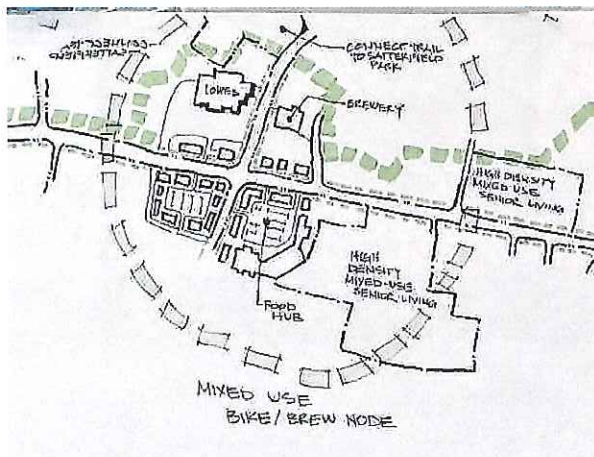 CONNECT TRAIL
TO SATTERFIELD
PARK
LOWES
BREWERY
HIGH DENSITY
MIXED USE
SENIOR LIVING
HIGH
DENSITY
MIXED-USE
SENIOR LIVING
FOOD
HUB
MIXED USE
BIKE/BREW NODE